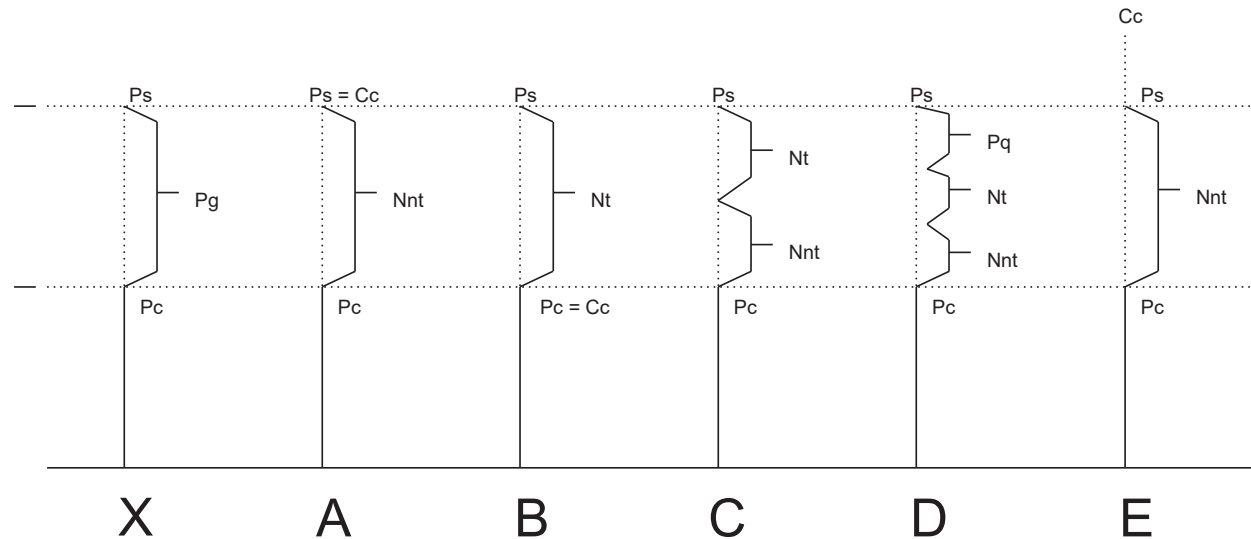 Cc
Ps
Ps = Cc
Ps
Ps
Ps
Ps
Pg
Nnt
Nt
Nt
Nnt
Pq
Nt
Nnt
Nnt
Pc
Pc
Pc = Cc
Pc
Pc
Pc
X
A
B
C
D
E